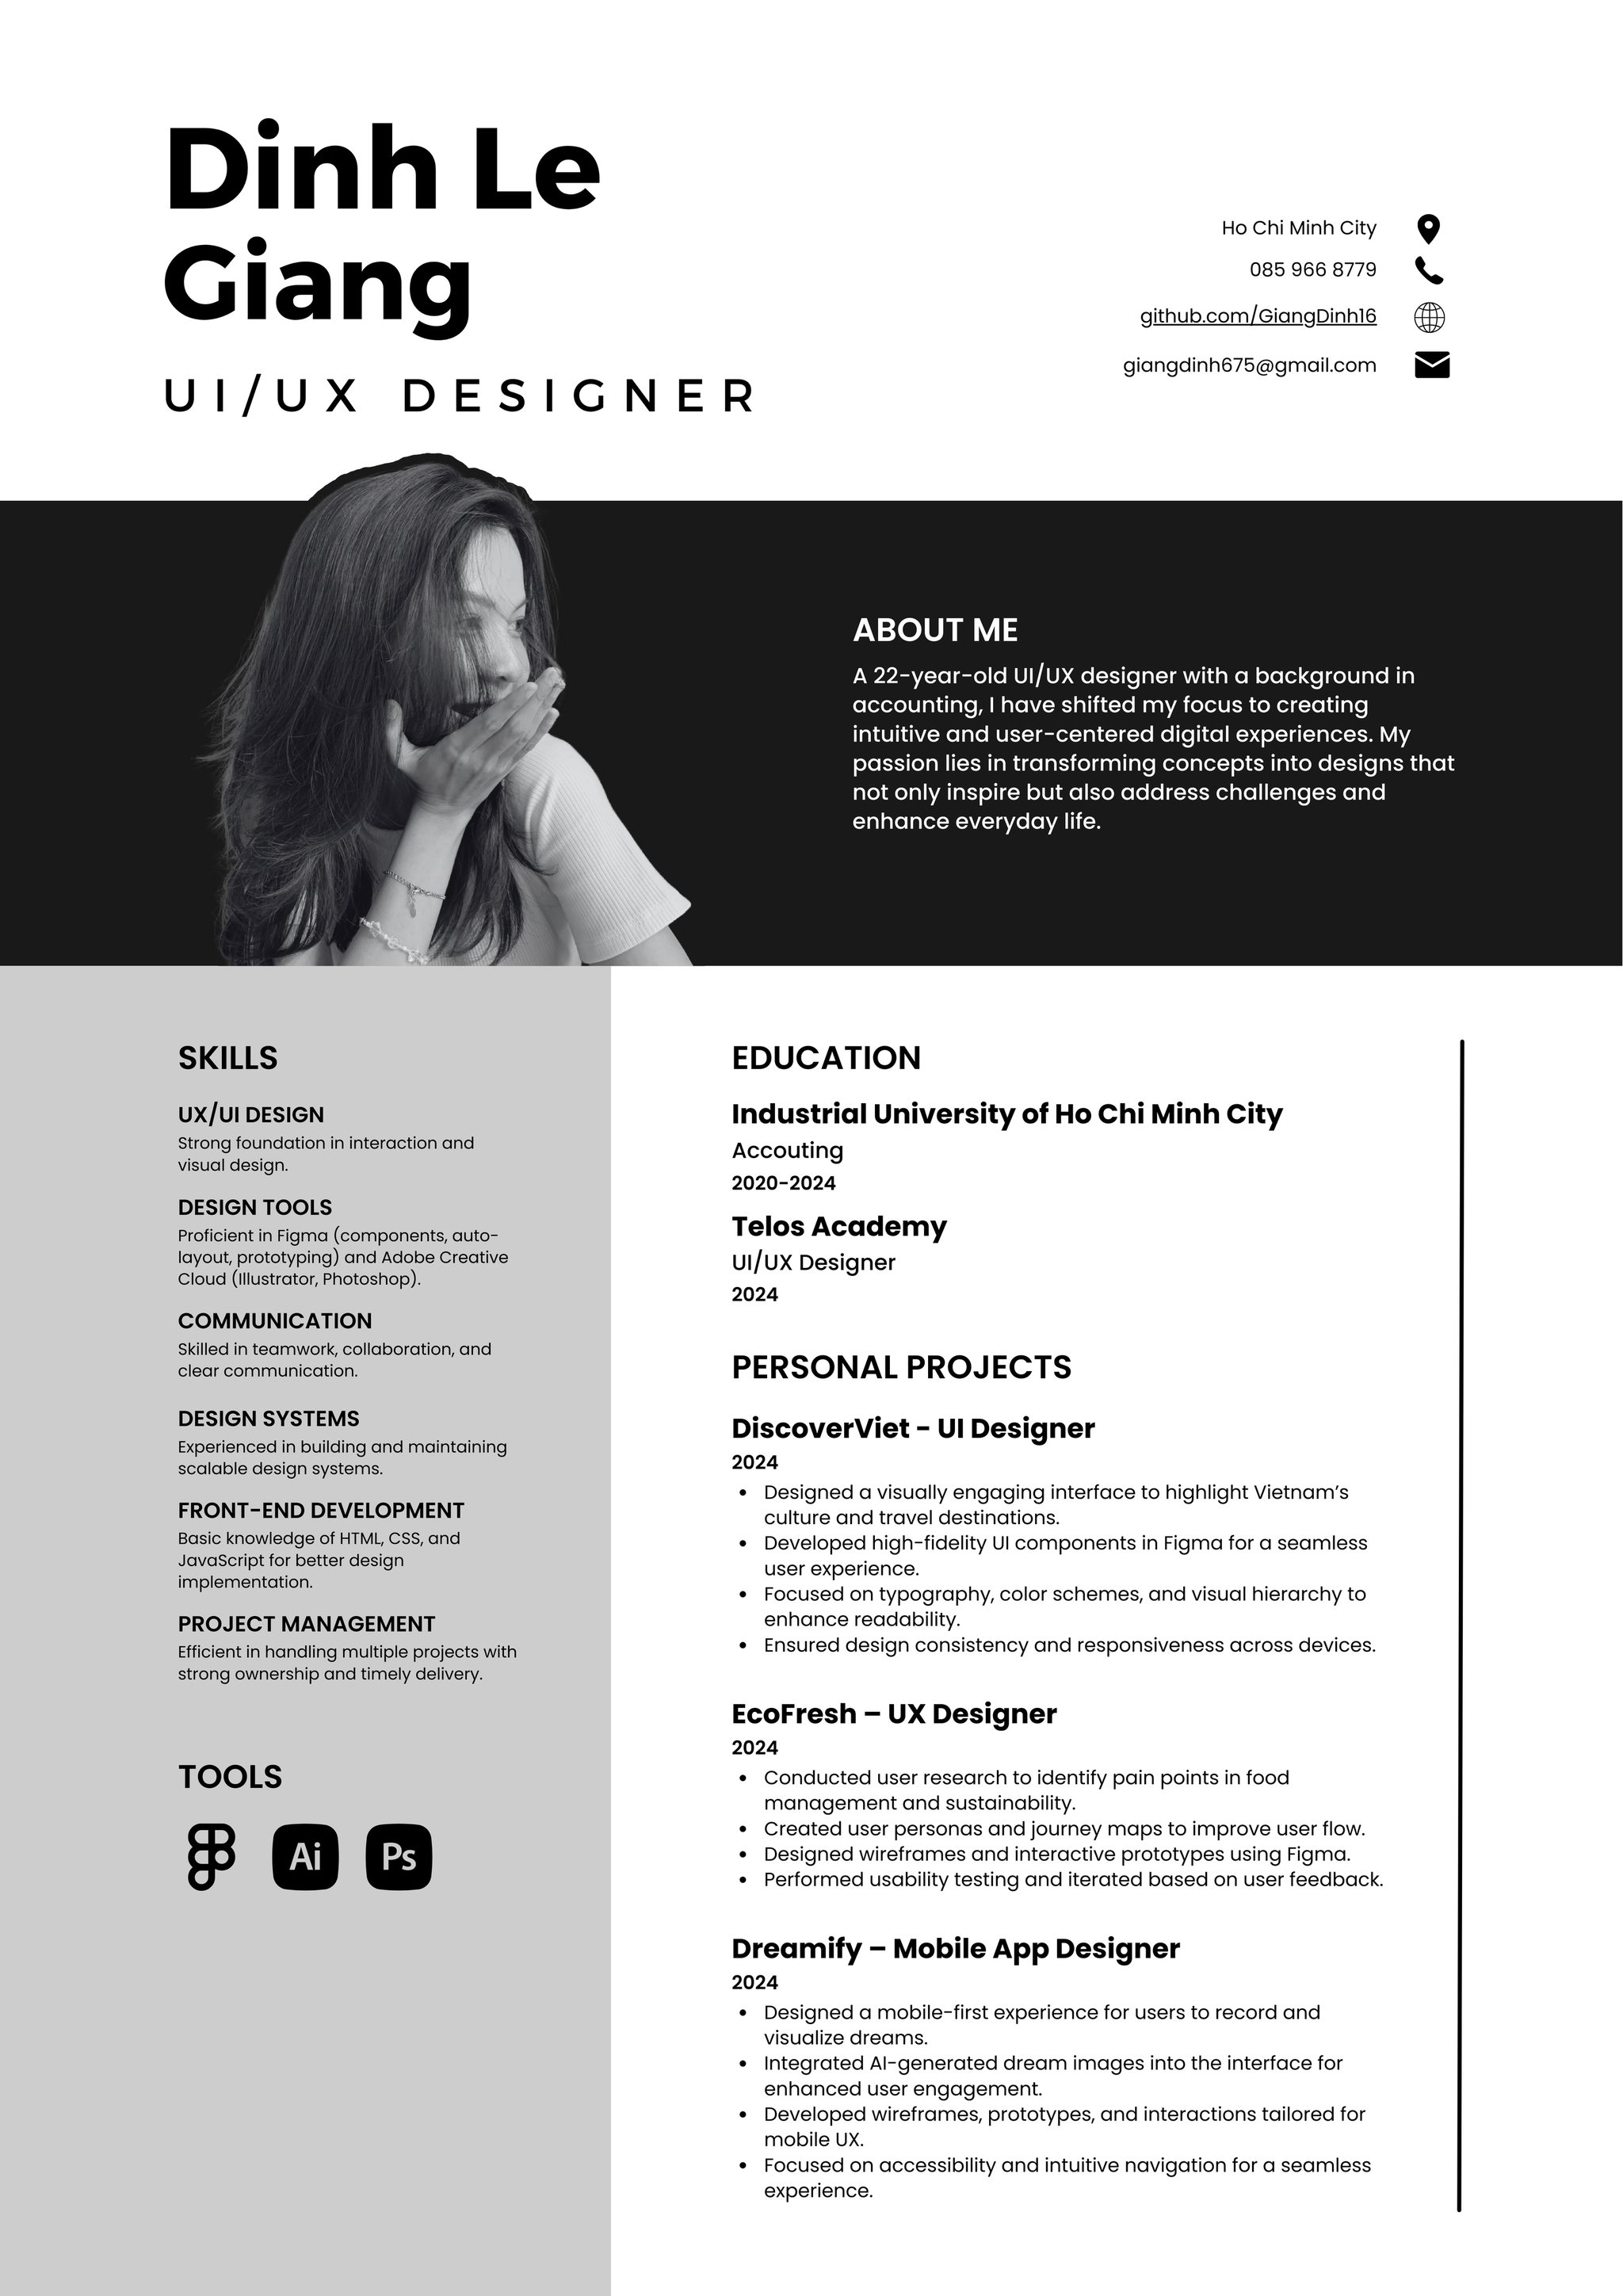 Dinh Le
Giang
UI/UX DESIGNER
Ho Chi Minh City
085 966 8779
github.com/GiangDinh16
giangdinh675@gmail.com
ABOUT ME
A 22-year-old UI/UX designer with a background in
accounting, I have shifted my focus to creating
intuitive and user-centered digital experiences. My
passion lies in transforming concepts into designs that
not only inspire but also address challenges and
enhance everyday life.
SKILLS
UX/UI DESIGN
Strong foundation in interaction and
visual design.
DESIGN TOOLS
Proficient in Figma (components, auto-
layout, prototyping) and Adobe Creative
Cloud (Illustrator, Photoshop).
COMMUNICATION
Skilled in teamwork, collaboration, and
clear communication.
DESIGN SYSTEMS
Experienced in building and maintaining
scalable design systems.
FRONT-END DEVELOPMENT
Basic knowledge of HTML, CSS, and
JavaScript for better design
implementation.
PROJECT MANAGEMENT
Efficient in handling multiple projects with
strong ownership and timely delivery.
TOOLS
Ai Ps
EDUCATION
Industrial University of Ho Chi Minh City
Accouting
2020-2024
Telos Academy
UI/UX Designer
2024
PERSONAL PROJECTS
DiscoverViet - UI Designer
2024
• Designed a visually engaging interface to highlight Vietnam’s
culture and travel destinations.
• Developed high-fidelity UI components in Figma for a seamless
user experience.
• Focused on typography, color schemes, and visual hierarchy to
enhance readability.
• Ensured design consistency and responsiveness across devices.
EcoFresh – UX Designer
2024
• Conducted user research to identify pain points in food
management and sustainability.
• Created user personas and journey maps to improve user flow.
• Designed wireframes and interactive prototypes using Figma.
• Performed usability testing and iterated based on user feedback.
Dreamify – Mobile App Designer
2024
• Designed a mobile-first experience for users to record and
visualize dreams.
• Integrated AI-generated dream images into the interface for
enhanced user engagement.
• Developed wireframes, prototypes, and interactions tailored for
mobile UX.
• Focused on accessibility and intuitive navigation for a seamless
experience.